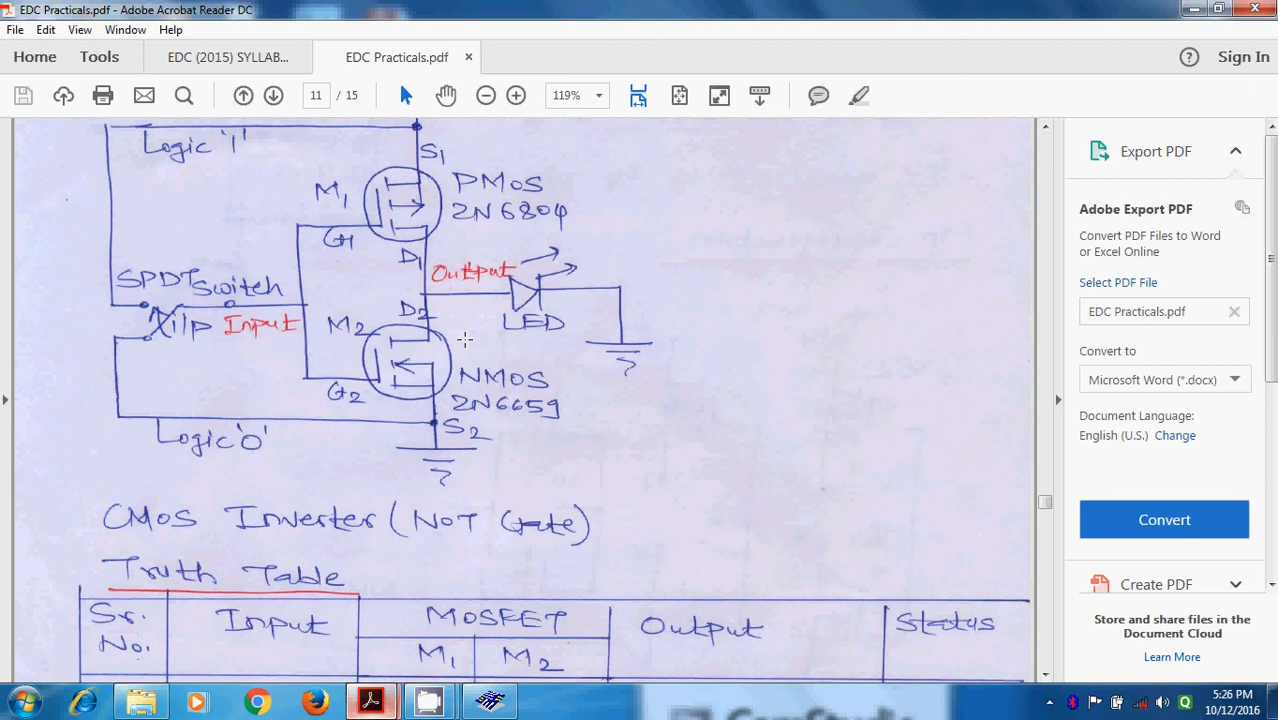 EDC Practicals.pdf - Adobe Acrobat Reader DC
File Edit View Window Help
Home Tools EDC (2015) SYLLAB... EDC Practicals.pdf × ? Sign In
11 / 15 119%
Logic '1'
S1
M1 PMOS
2N6804
G1
D1
Output
SPDT Switch
i/p Input
D2
LED
M2
NMOS
G2 2N6659
S2
Logic '0'
CMOS Inverter (NOT Gate)
Truth Table
Sr. No. Input MOSFET Output Status
M1 M2
Export PDF
Adobe Export PDF
Convert PDF Files to Word
or Excel Online
Select PDF File
EDC Practicals.pdf
Convert to
Microsoft Word (*.docx)
Document Language:
English (U.S.) Change
Convert
Create PDF
Store and share files in the
Document Cloud
Learn More
5:26 PM
10/12/2016